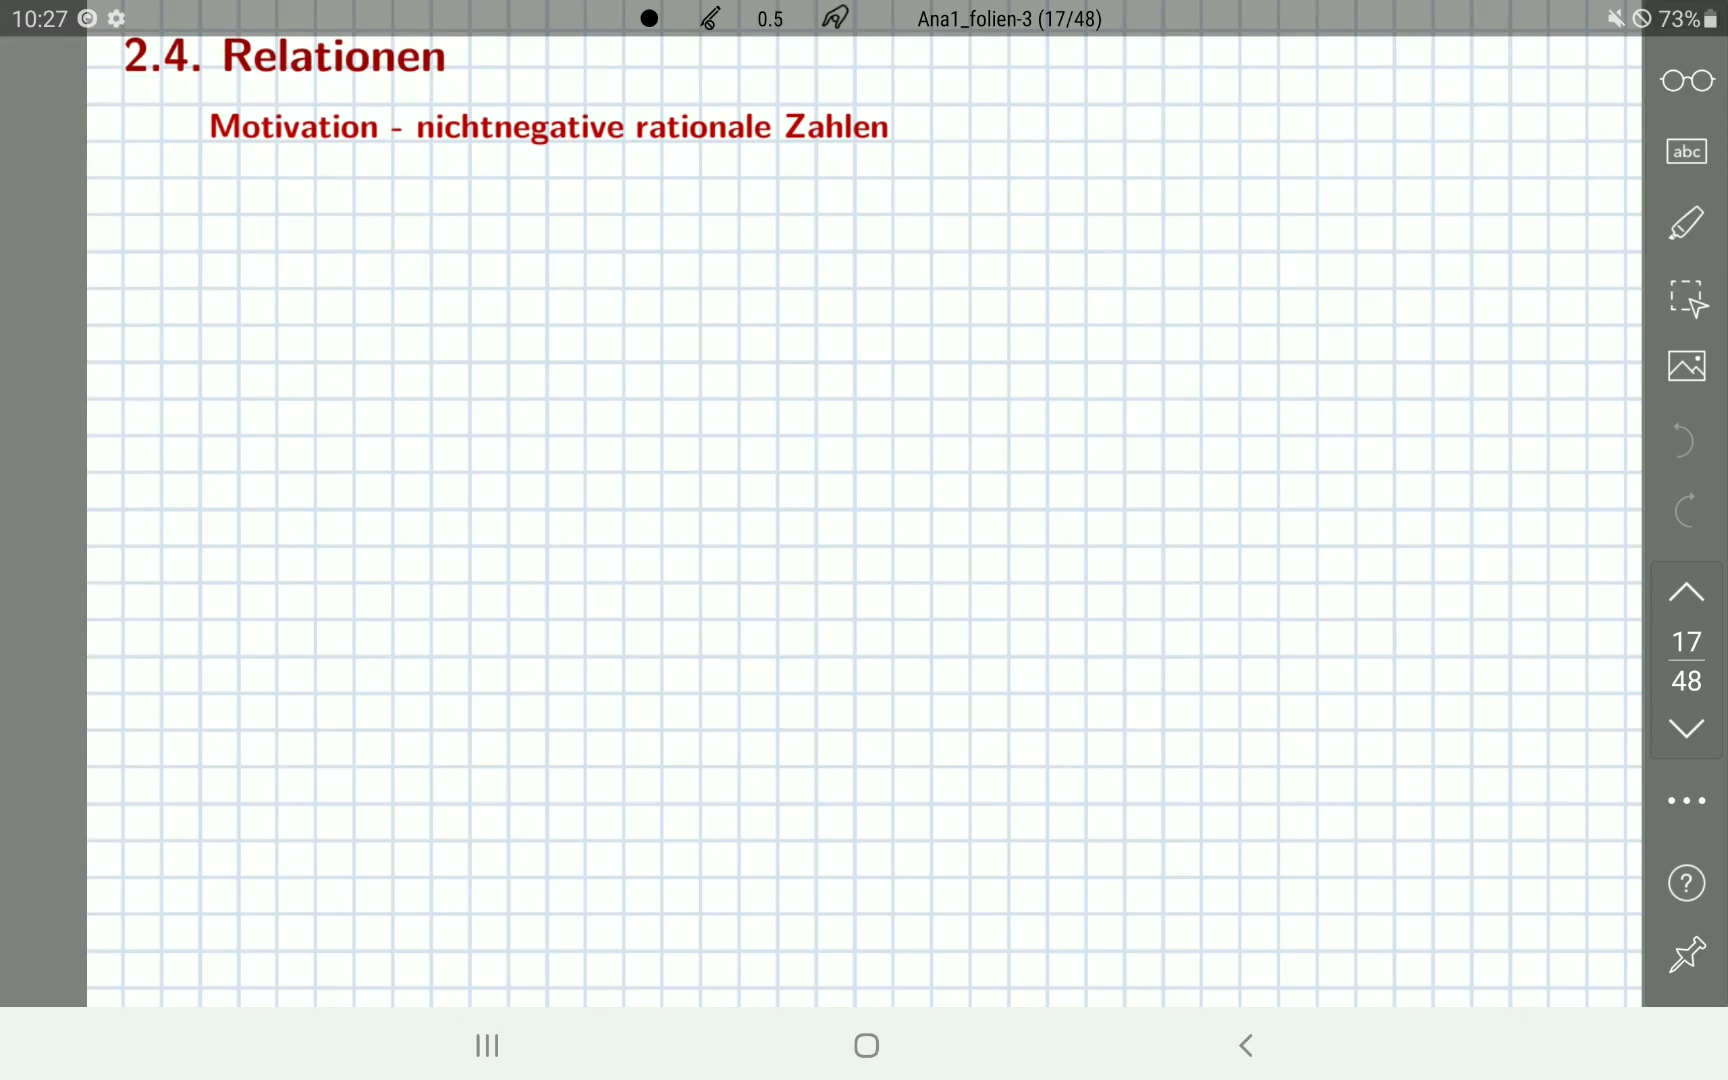 10:27 0.5 Ana1_folien-3 (17/48) 73%
2.4. Relationen
Motivation - nichtnegative rationale Zahlen
abc
17
48
?